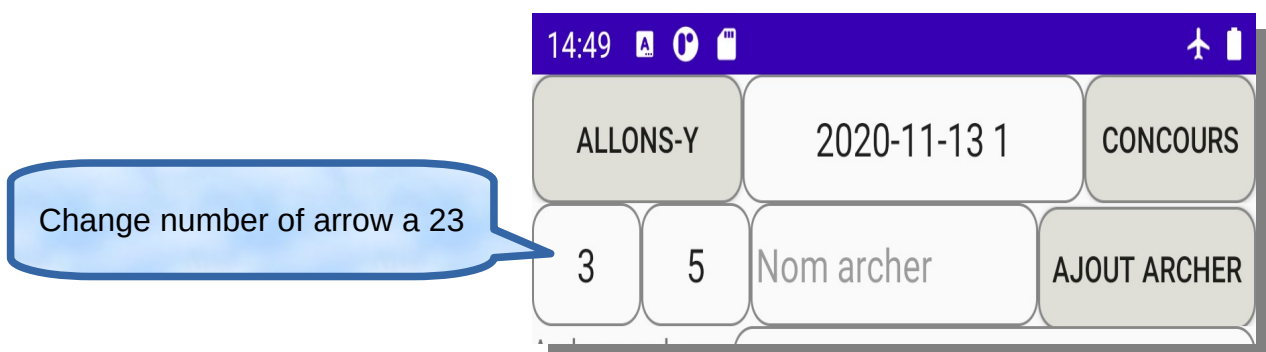 14:49
ALLONS-Y 2020-11-13 1 CONCOURS
Change number of arrow a 23
3 5 Nom archer AJOUT ARCHER